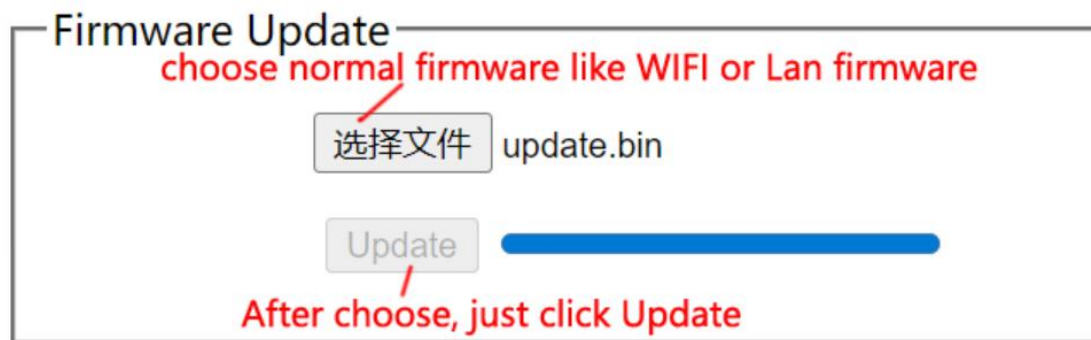 Firmware Update
choose normal firmware like WIFI or Lan firmware
选择文件 update.bin
Update
After choose, just click Update